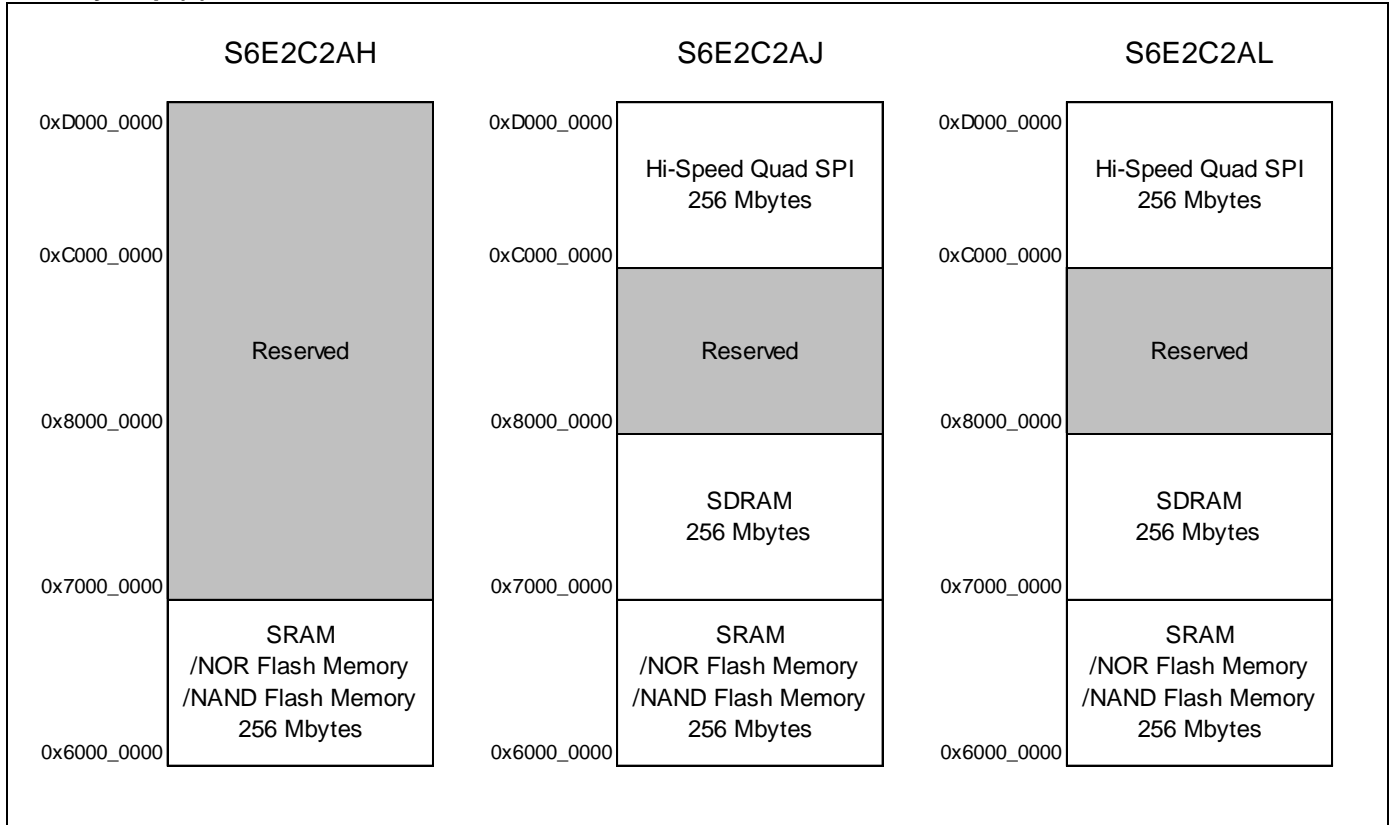 S6E2C2AH
0xD000_0000
0xC000_0000
Reserved
0x8000_0000
0x7000_0000
SRAM
/NOR Flash Memory
/NAND Flash Memory
256 Mbytes
0x6000_0000
S6E2C2AJ
0xD000_0000
Hi-Speed Quad SPI
256 Mbytes
0xC000_0000
Reserved
0x8000_0000
SDRAM
256 Mbytes
0x7000_0000
SRAM
/NOR Flash Memory
/NAND Flash Memory
256 Mbytes
0x6000_0000
S6E2C2AL
0xD000_0000
Hi-Speed Quad SPI
256 Mbytes
0xC000_0000
Reserved
0x8000_0000
SDRAM
256 Mbytes
0x7000_0000
SRAM
/NOR Flash Memory
/NAND Flash Memory
256 Mbytes
0x6000_0000